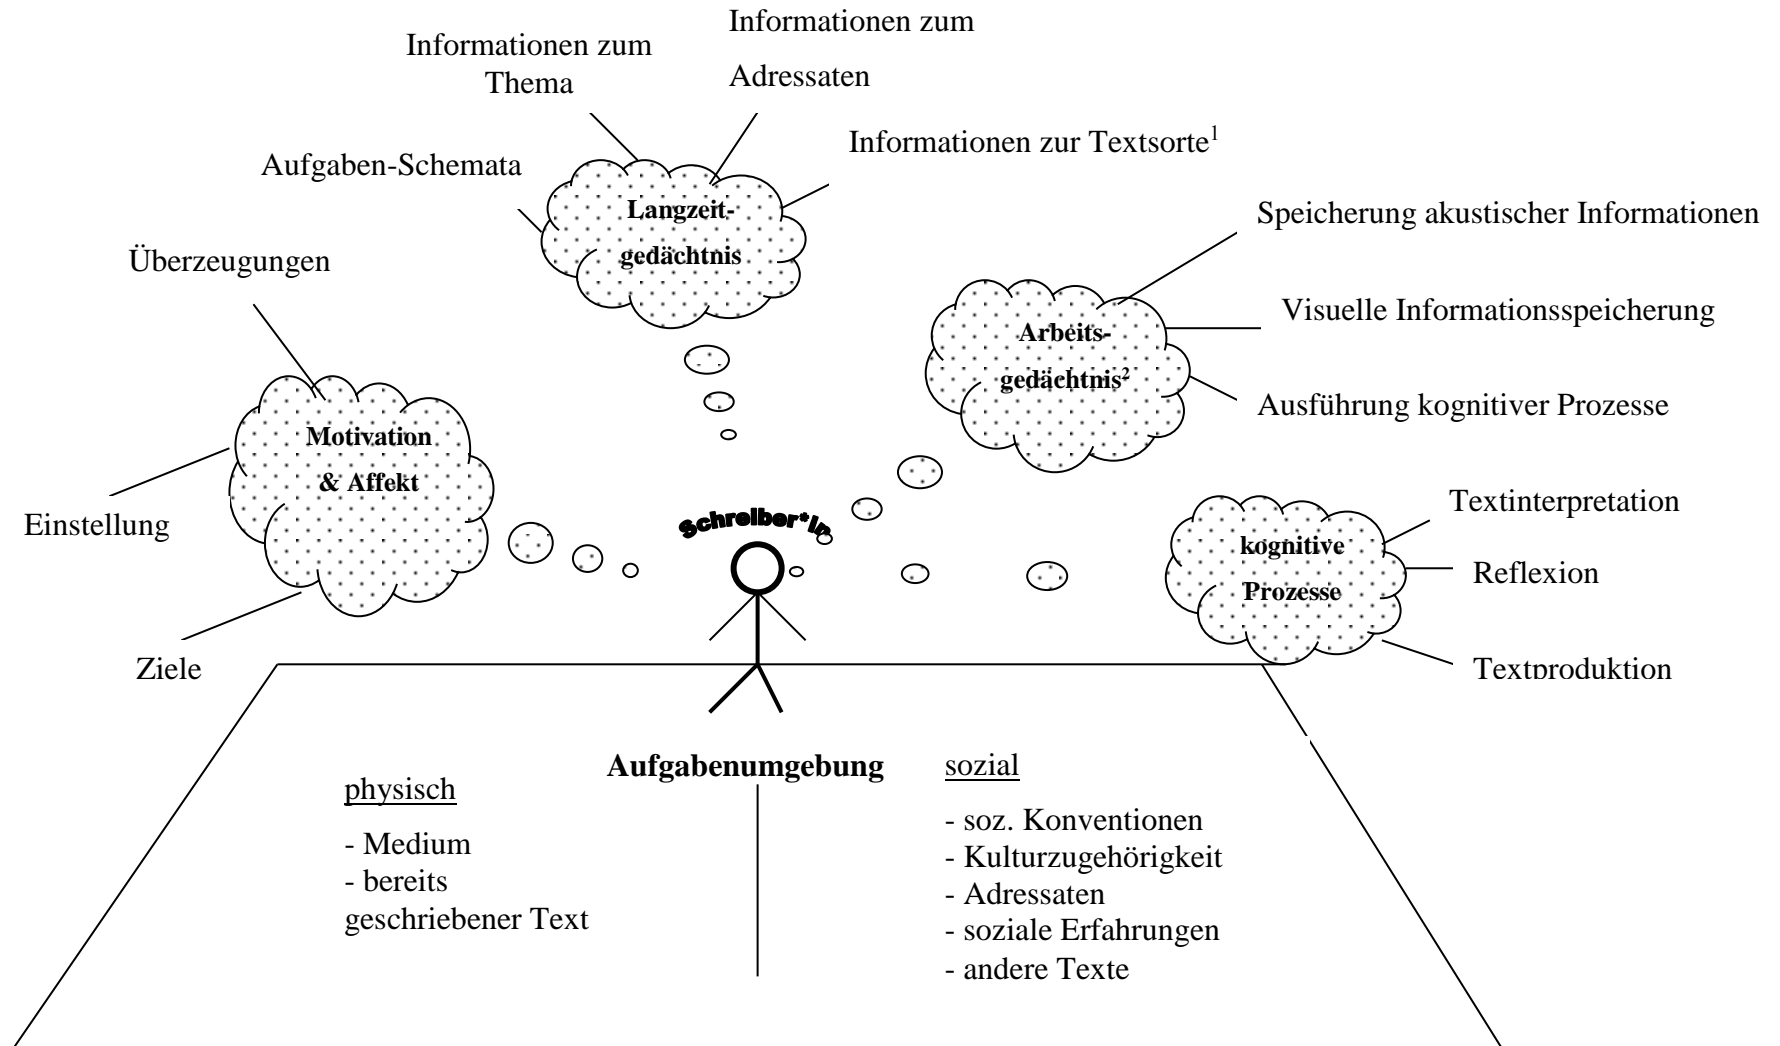 Informationen zum
Adressaten
Informationen zum
Thema
Informationen zur Textsorte¹
Aufgaben-Schemata
Langzeit-
gedächtnis
Speicherung akustischer Informationen
Überzeugungen
Visuelle Informationsspeicherung
Arbeits-
gedächtnis²
Ausführung kognitiver Prozesse
Motivation
& Affekt
Einstellung
Ziele
Schreiber*In
Textinterpretation
kognitive
Prozesse
Reflexion
Textproduktion
Aufgabenumgebung
physisch
- Medium
- bereits
geschriebener Text
sozial
- soz. Konventionen
- Kulturzugehörigkeit
- Adressaten
- soziale Erfahrungen
- andere Texte